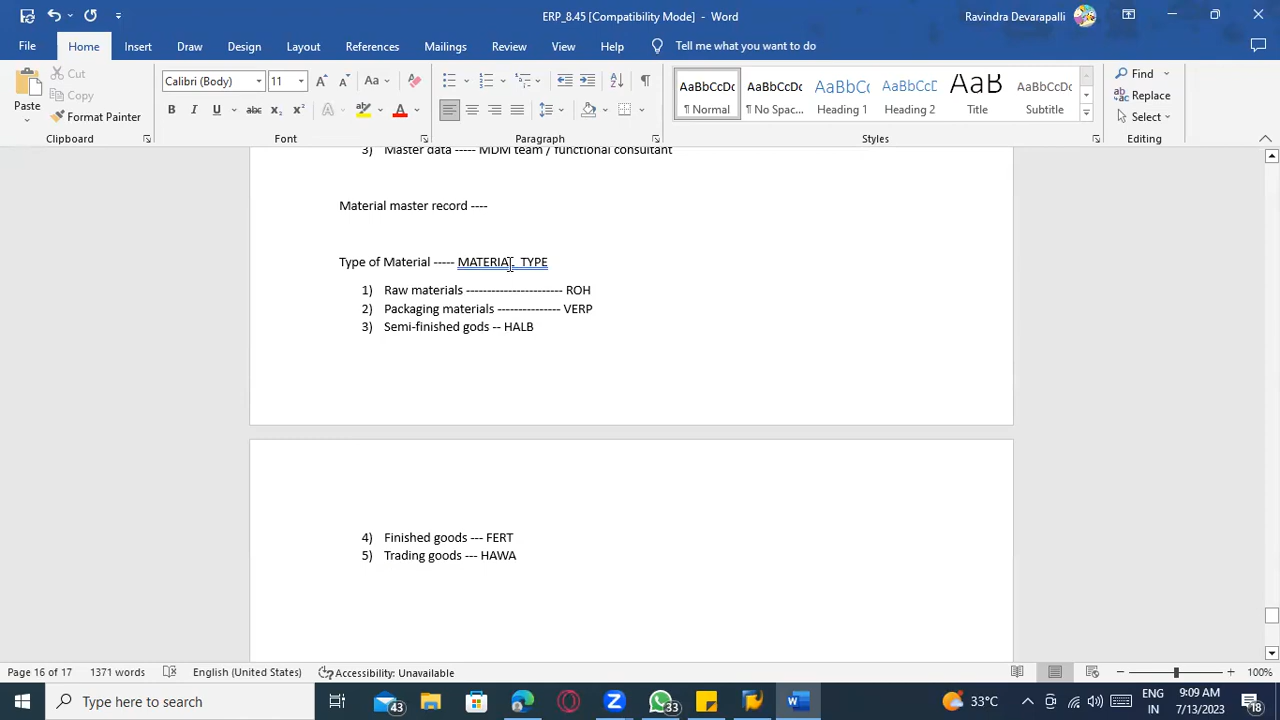 ERP_8.45 [Compatibility Mode] - Word
Ravindra Devarapalli
File Home Insert Draw Design Layout References Mailings Review View Help Tell me what you want to do
Paste
Cut
Copy
Format Painter
Clipboard
Calibri (Body) 11
Font
Paragraph
AaBbCcDc AaBbCcDc AaBbCc AaBbCcC AaB AaBbCcD
¶ Normal ¶ No Spac... Heading 1 Heading 2 Title Subtitle
Styles
Find
Replace
Select
Editing
3) Master data ----- MDM team / functional consultant
Material master record ----
Type of Material ----- MATERIAL TYPE
1) Raw materials ----------------------- ROH
2) Packaging materials --------------- VERP
3) Semi-finished gods -- HALB
4) Finished goods --- FERT
5) Trading goods --- HAWA
Page 16 of 17 1371 words English (United States) Accessibility: Unavailable 100%
Type here to search
43
33
33°C
ENG
IN
9:09 AM
7/13/2023
18